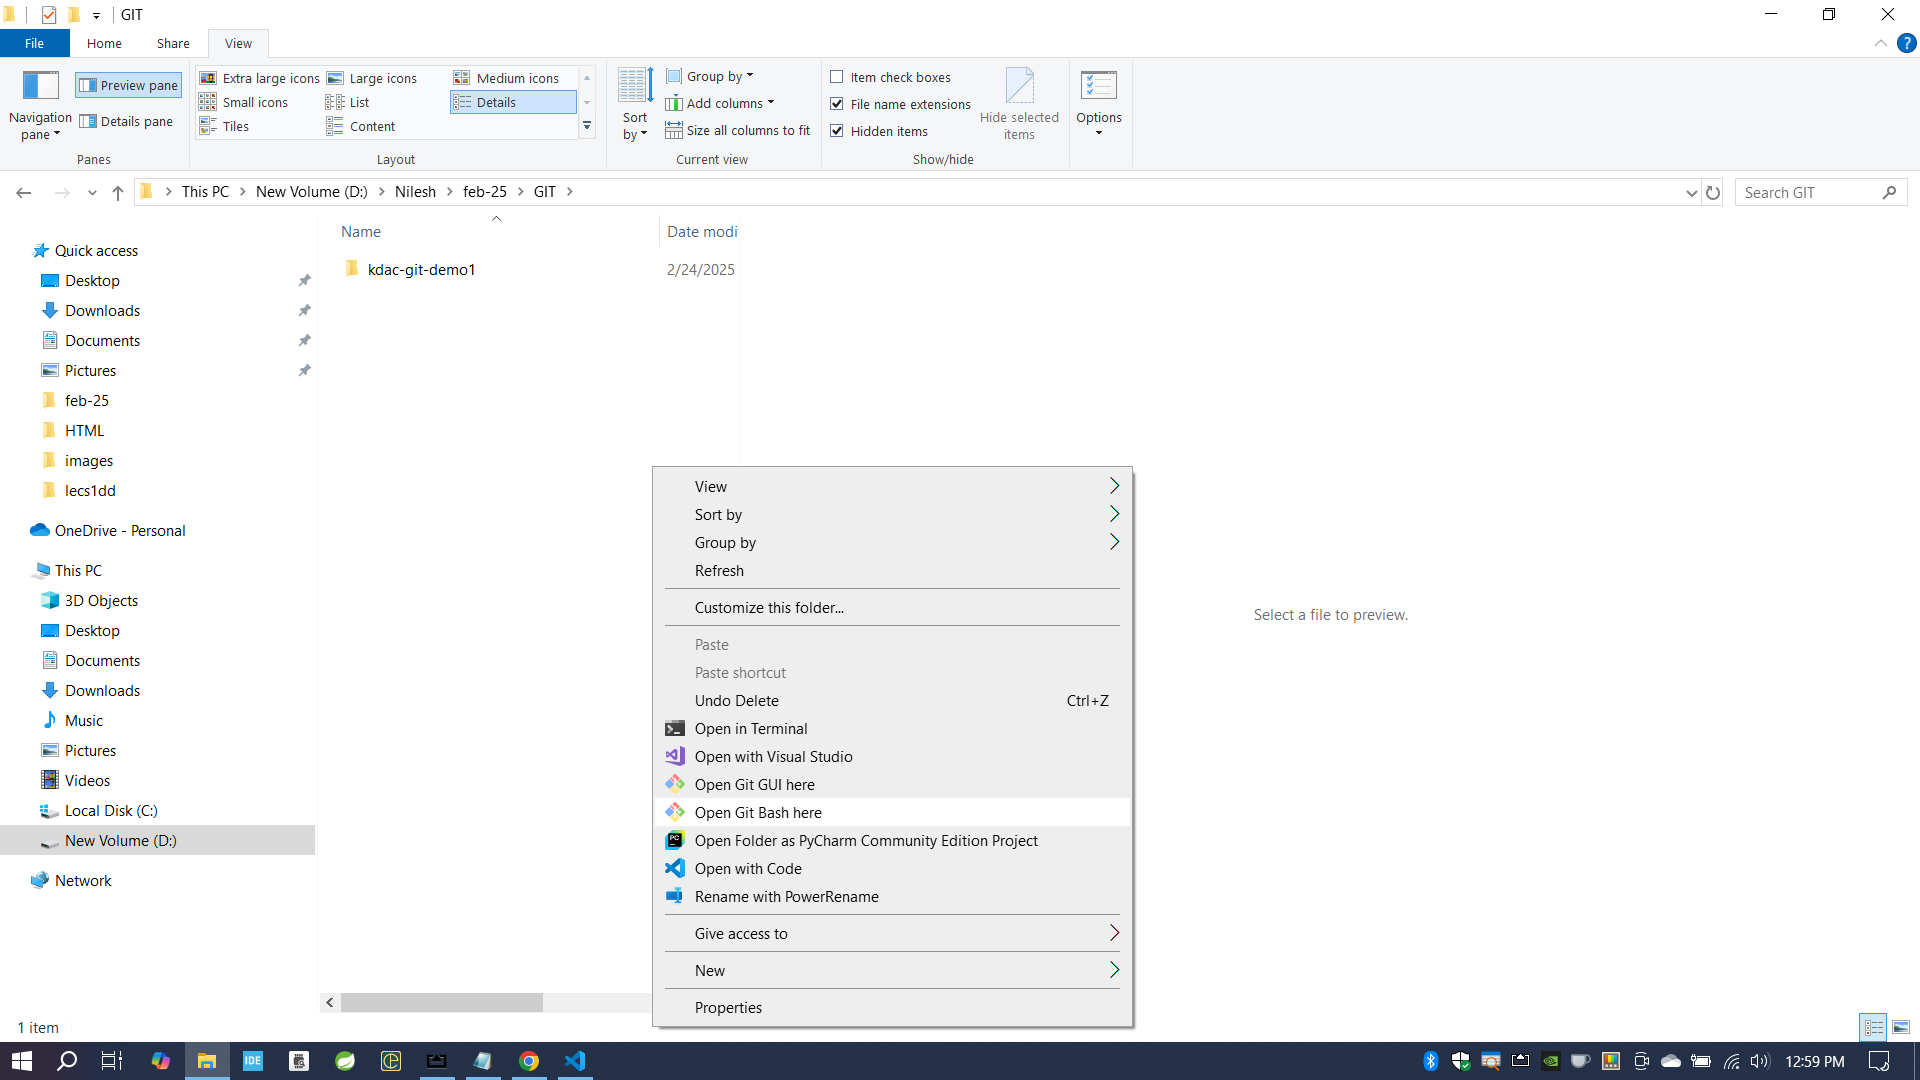 GIT
File Home Share View
Navigation pane
Preview pane
Details pane
Panes
Extra large icons Large icons Medium icons
Small icons List Details
Tiles Content
Layout
Sort by
Group by
Add columns
Size all columns to fit
Current view
Item check boxes
File name extensions
Hidden items
Hide selected items
Show/hide
Options
This PC > New Volume (D:) > Nilesh > feb-25 > GIT >
Search GIT
Quick access
Desktop
Downloads
Documents
Pictures
feb-25
HTML
images
lecs1dd
OneDrive - Personal
This PC
3D Objects
Desktop
Documents
Downloads
Music
Pictures
Videos
Local Disk (C:)
New Volume (D:)
Network
Name Date modi
kdac-git-demo1 2/24/2025
View
Sort by
Group by
Refresh
Customize this folder...
Paste
Paste shortcut
Undo Delete Ctrl+Z
Open in Terminal
Open with Visual Studio
Open Git GUI here
Open Git Bash here
Open Folder as PyCharm Community Edition Project
Open with Code
Rename with PowerRename
Give access to
New
Properties
Select a file to preview.
1 item
IDE
12:59 PM